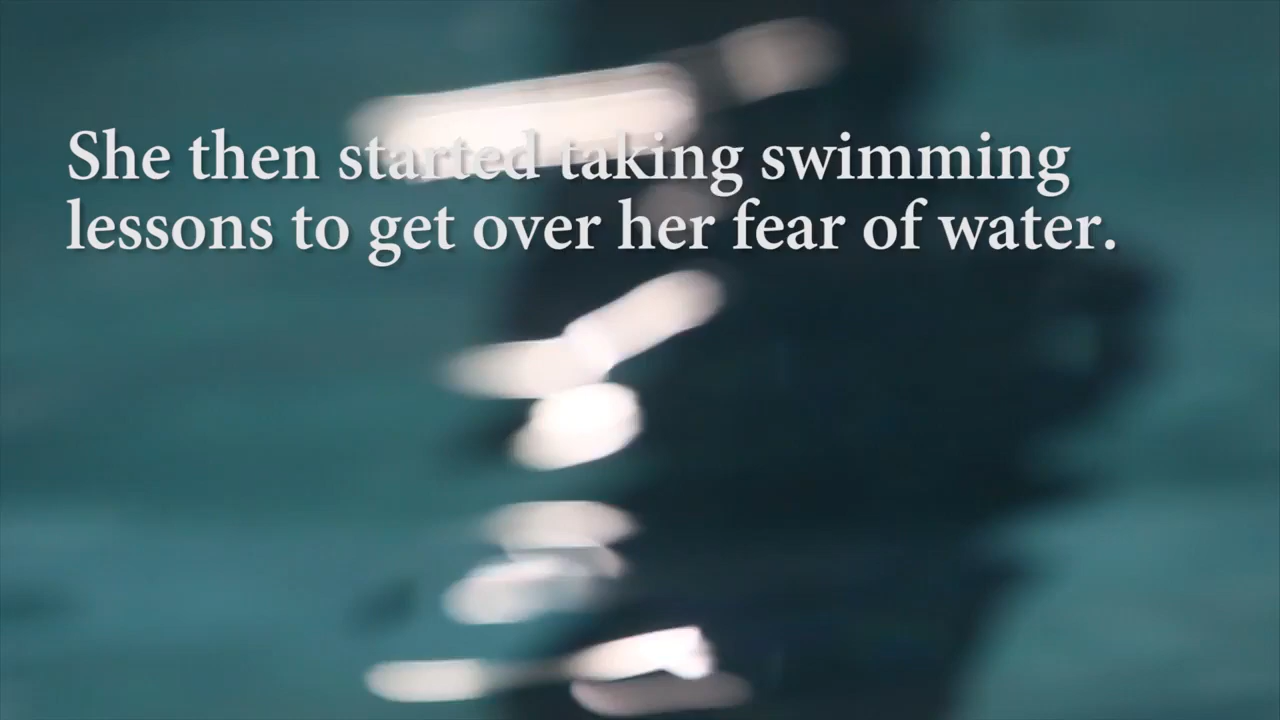 She then started taking swimming
lessons to get over her fear of water.